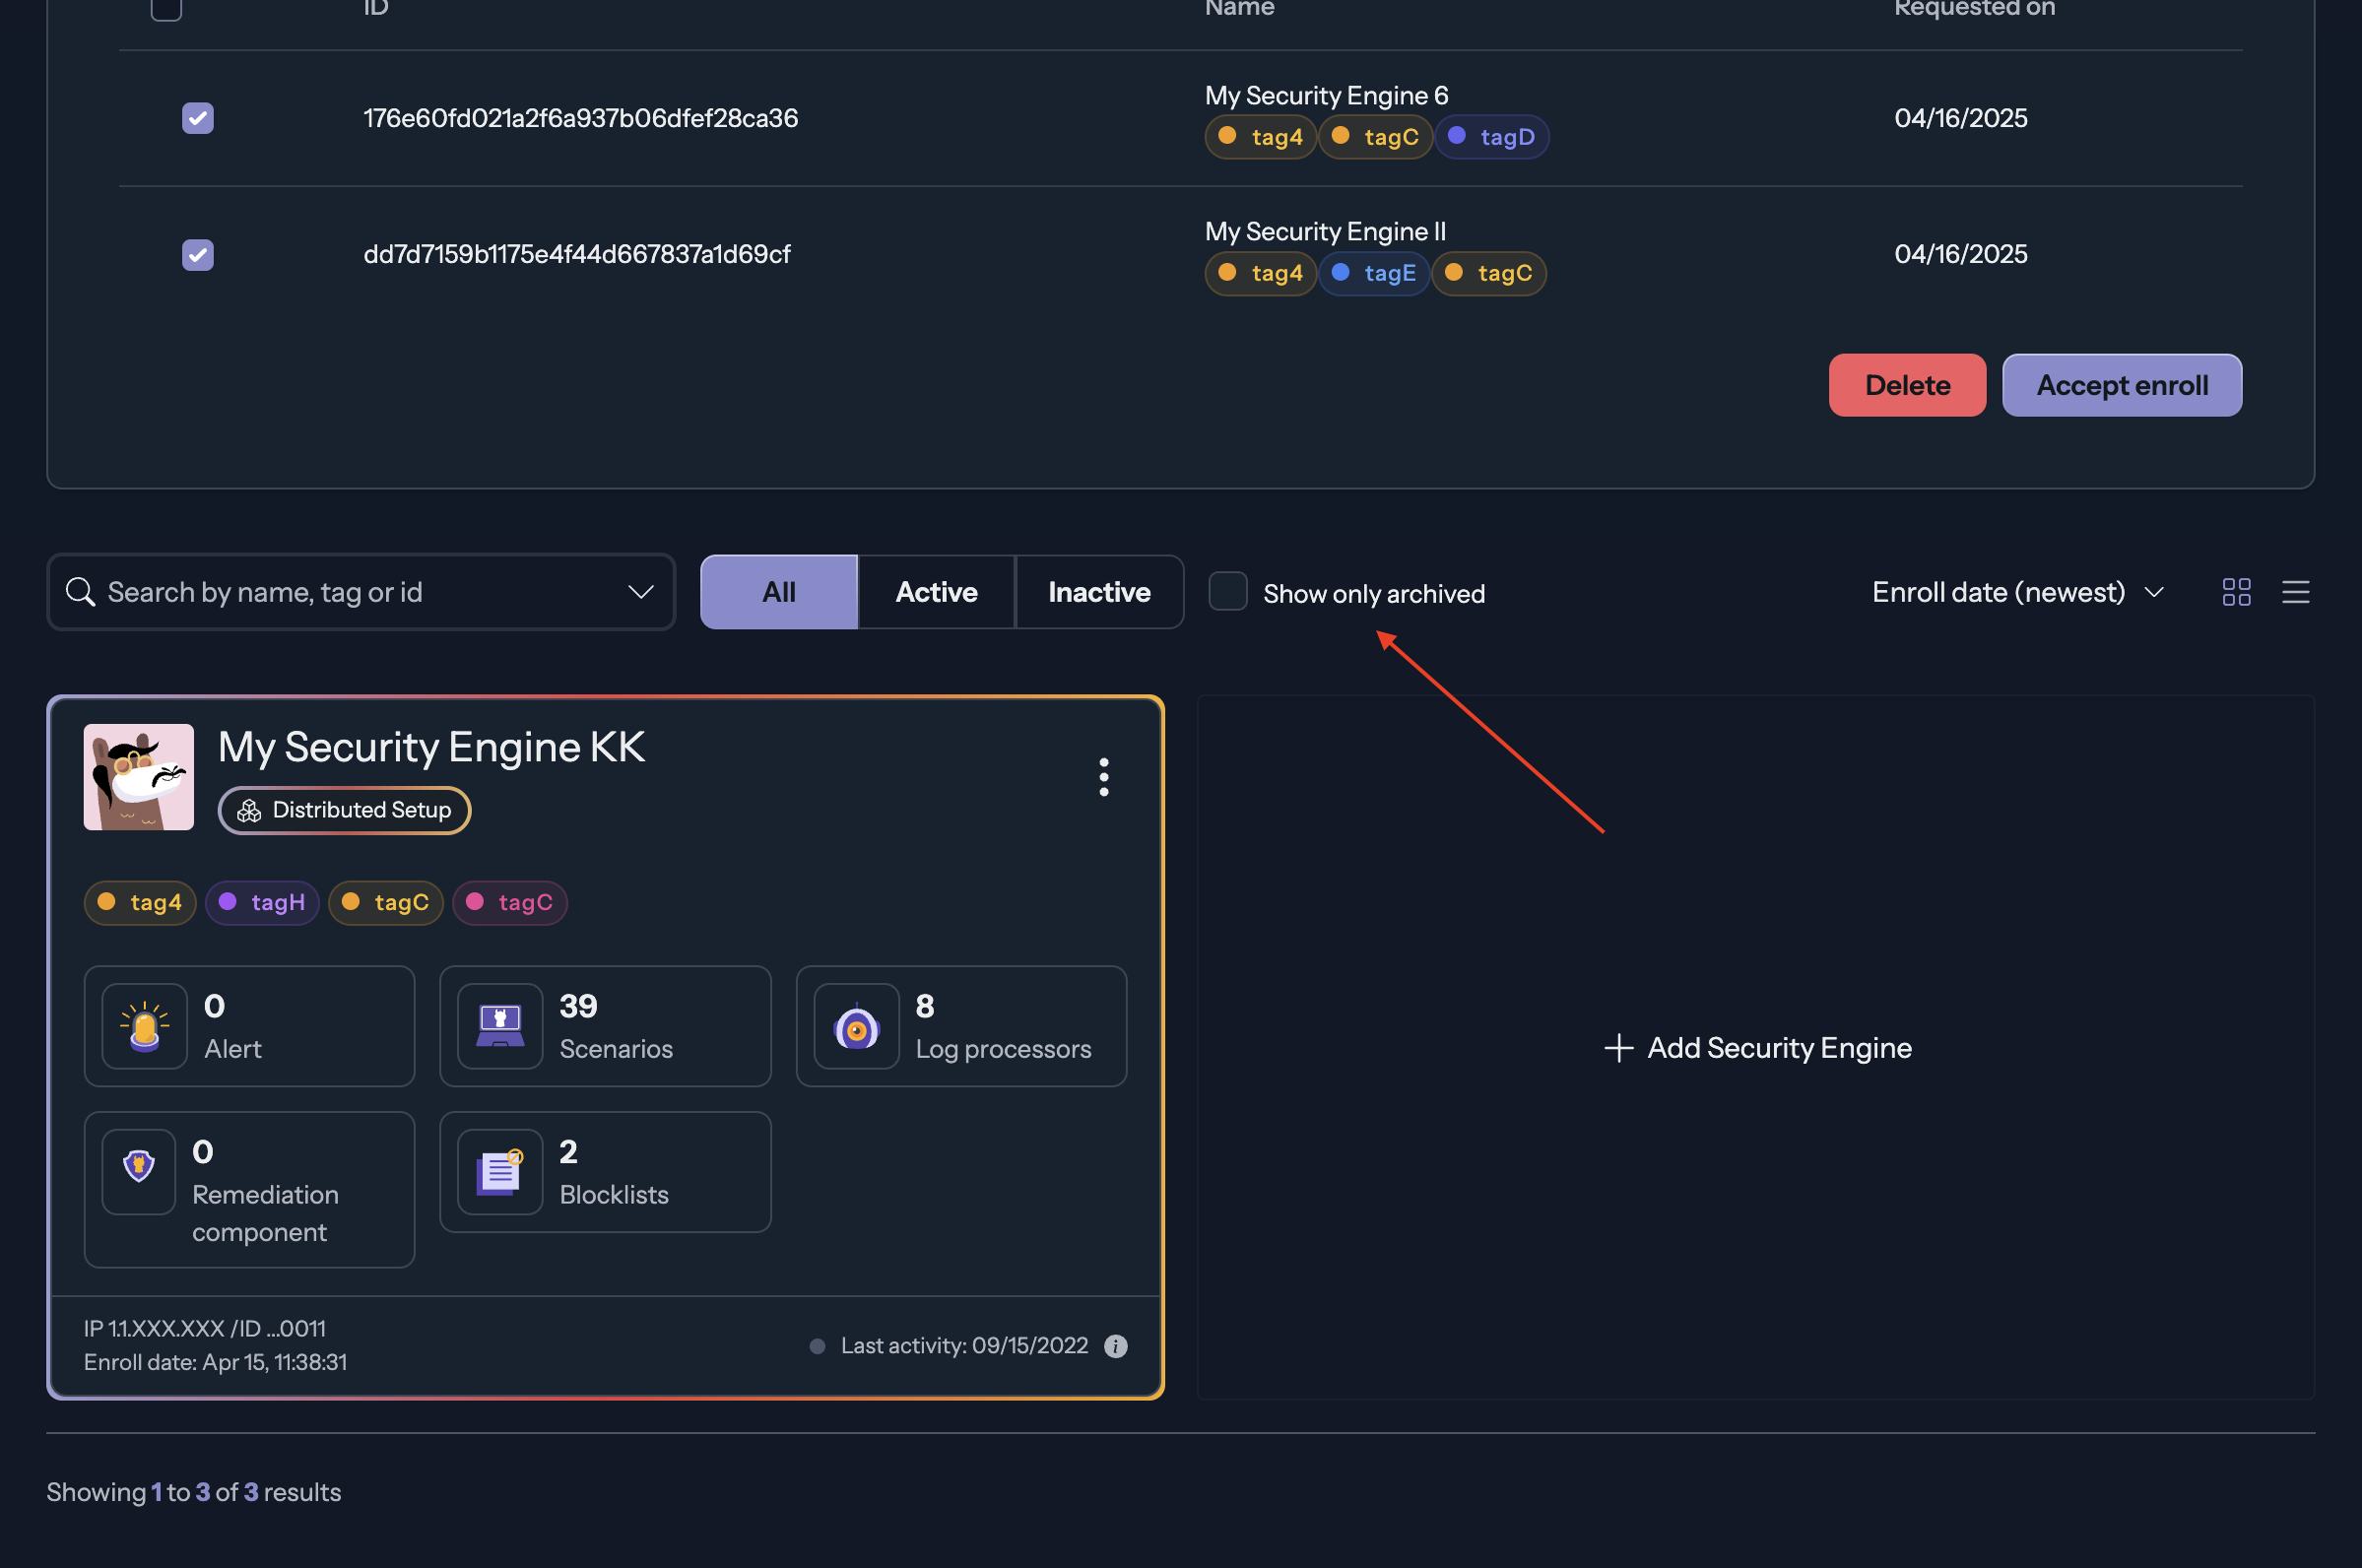 ID Name Requested on
176e60fd021a2f6a937b06dfef28ca36 My Security Engine 6 04/16/2025
tag4 tagC tagD
dd7d7159b1175e4f44d667837a1d69cf My Security Engine II 04/16/2025
tag4 tagE tagC
Delete Accept enroll
Search by name, tag or id All Active Inactive Show only archived Enroll date (newest)
My Security Engine KK
Distributed Setup
tag4 tagH tagC tagC
0 39 8
Alert Scenarios Log processors
Add Security Engine
0 2
Remediation Blocklists
component
IP 1.1.XXX.XXX /ID ...0011
Last activity: 09/15/2022
Enroll date: Apr 15, 11:38:31
Showing 1 to 3 of 3 results